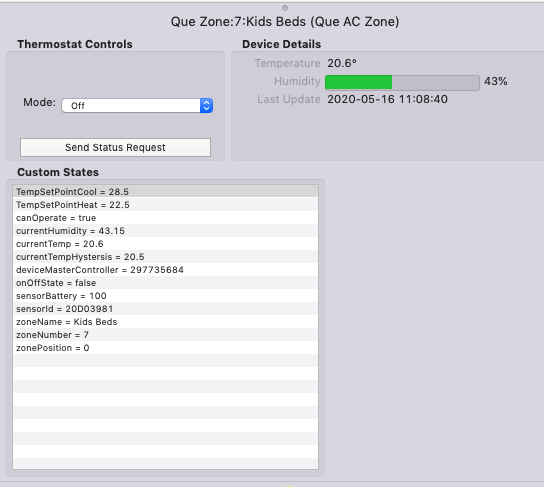 Que Zone:7:Kids Beds (Que AC Zone)
Thermostat Controls
Mode: Off
Send Status Request
Device Details
Temperature 20.6°
Humidity 43%
Last Update 2020-05-16 11:08:40
Custom States
TempSetPointCool = 28.5
TempSetPointHeat = 22.5
canOperate = true
currentHumidity = 43.15
currentTemp = 20.6
currentTempHystersis = 20.5
deviceMasterController = 297735684
onOffState = false
sensorBattery = 100
sensorId = 20D03981
zoneName = Kids Beds
zoneNumber = 7
zonePosition = 0